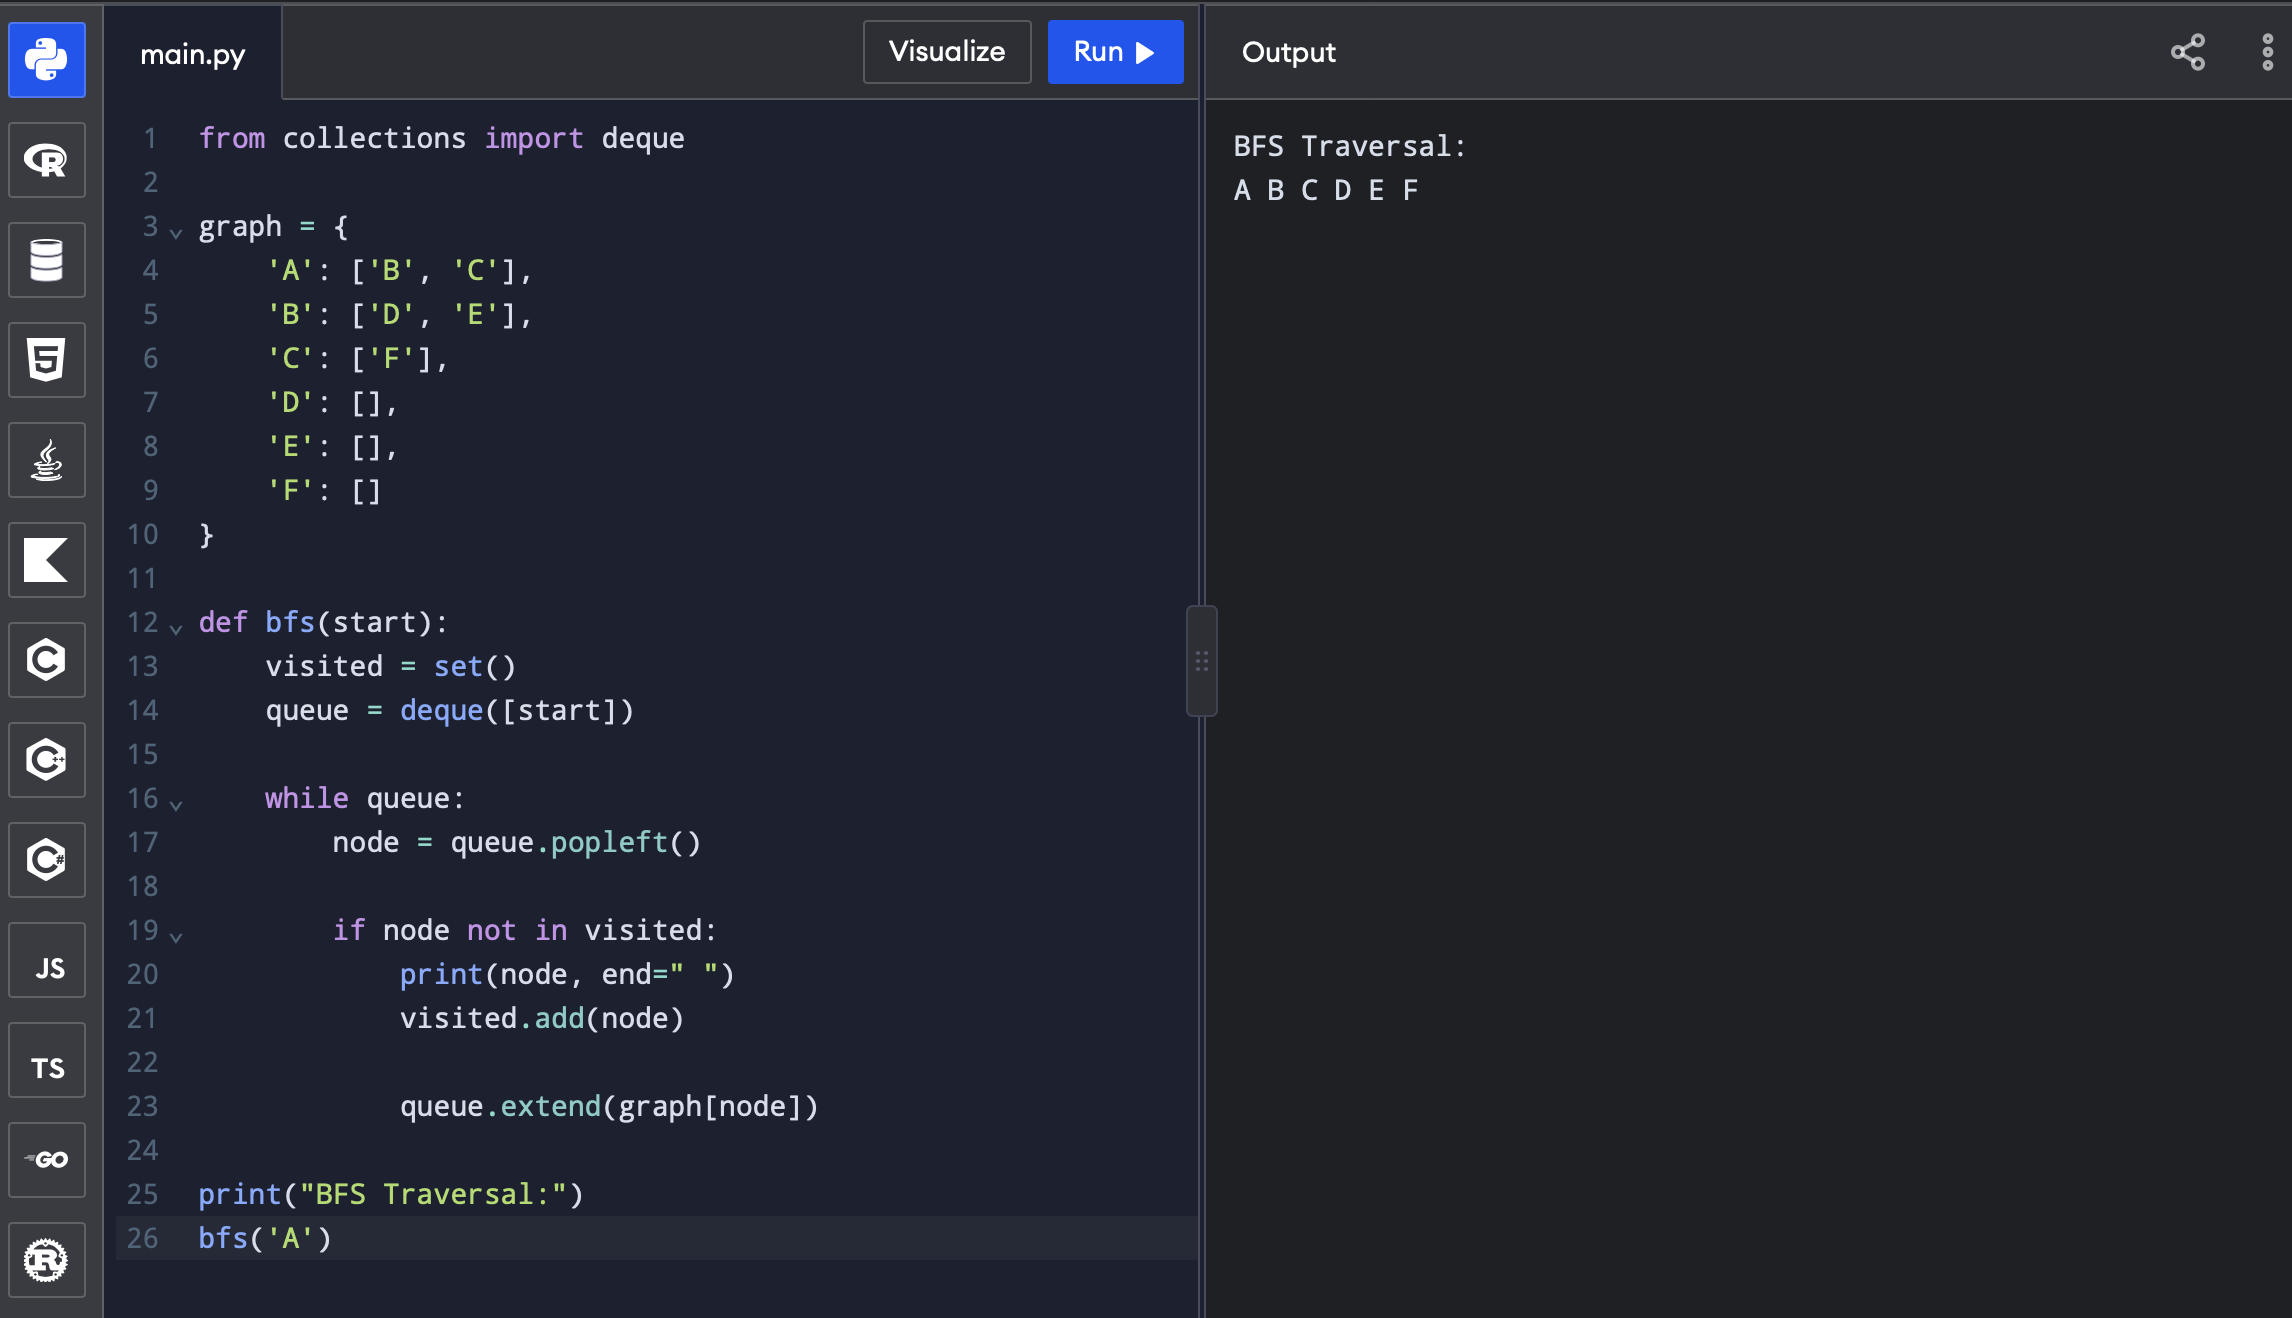 main.py
Visualize
Run
Output
1 from collections import deque
2
3 graph = {
4     'A': ['B', 'C'],
5     'B': ['D', 'E'],
6     'C': ['F'],
7     'D': [],
8     'E': [],
9     'F': []
10 }
11
12 def bfs(start):
13     visited = set()
14     queue = deque([start])
15
16     while queue:
17         node = queue.popleft()
18
19         if node not in visited:
20             print(node, end=" ")
21             visited.add(node)
22
23             queue.extend(graph[node])
24
25 print("BFS Traversal:")
26 bfs('A')
BFS Traversal:
A B C D E F
R
5
C
C++
C#
JS
TS
GO
R